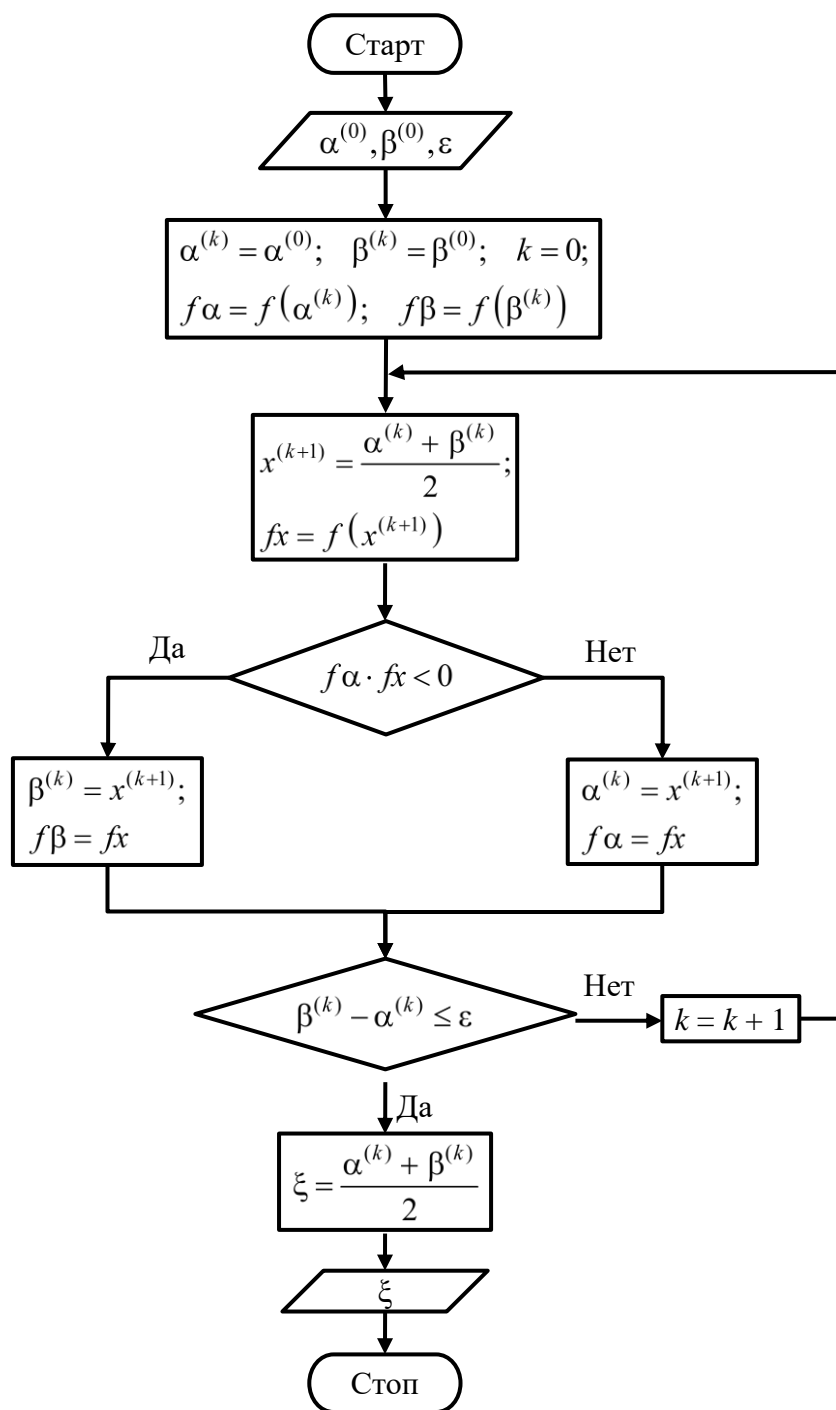 Старт
α^(0), β^(0), ε
α^(k) = α^(0); β^(k) = β^(0); k = 0;
fα = f(α^(k)); fβ = f(β^(k))
x^(k+1) = (α^(k) + β^(k))/2;
fx = f(x^(k+1))
Да
fα · fx < 0
Нет
β^(k) = x^(k+1);
fβ = fx
α^(k) = x^(k+1);
fα = fx
β^(k) − α^(k) ≤ ε
Нет
k = k + 1
Да
ξ = (α^(k) + β^(k))/2
ξ
Стоп